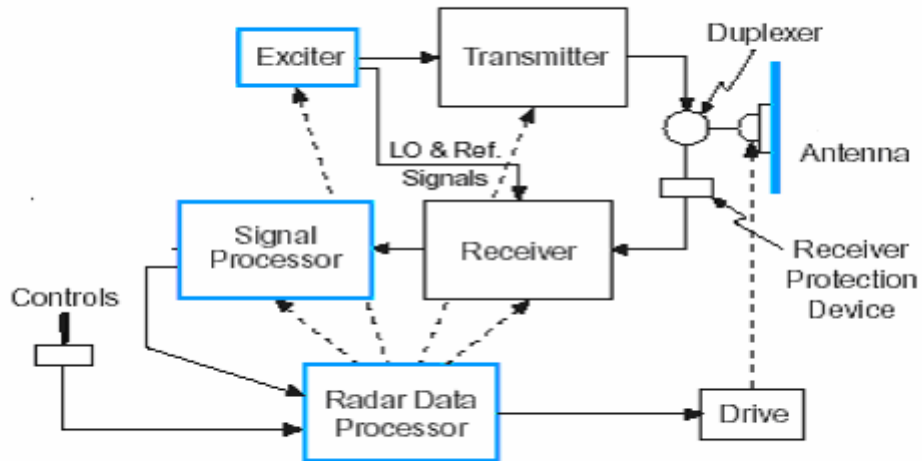 Duplexer
Exciter
Transmitter
LO & Ref.
Signals
Antenna
Signal
Processor
Receiver
Receiver
Protection
Device
Controls
Radar Data
Processor
Drive